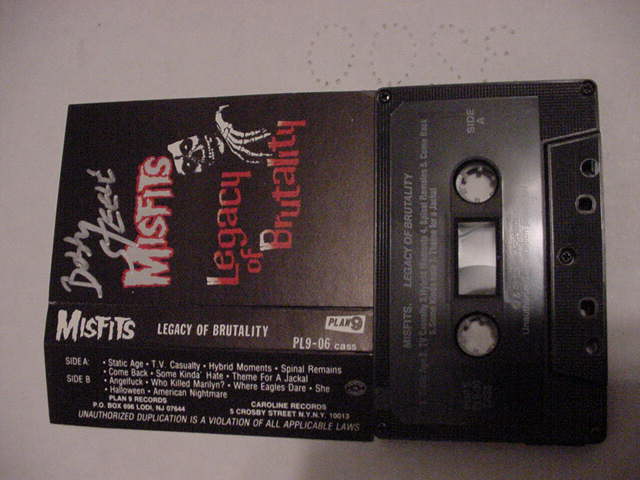 Bobby
STEELE
MISFITS
Legacy
of
Brutality
MISFITS
LEGACY OF BRUTALITY
PLAN 9
PL9-06 cass
SIDE A:
• Static Age • T.V. Casualty • Hybrid Moments • Spinal Remains
• Come Back • Some Kinda' Hate • Theme For A Jackal
SIDE B
• Angelfuck • Who Killed Marilyn? • Where Eagles Dare • She
• Halloween • American Nightmare
PLAN 9 RECORDS
P.O. BOX 696 LODI, NJ 07644
CAROLINE RECORDS
5 CROSBY STREET N.Y.N.Y. 10013
UNAUTHORIZED DUPLICATION IS A VIOLATION OF ALL APPLICABLE LAWS
MISFITS. LEGACY OF BRUTALITY
SIDE
A